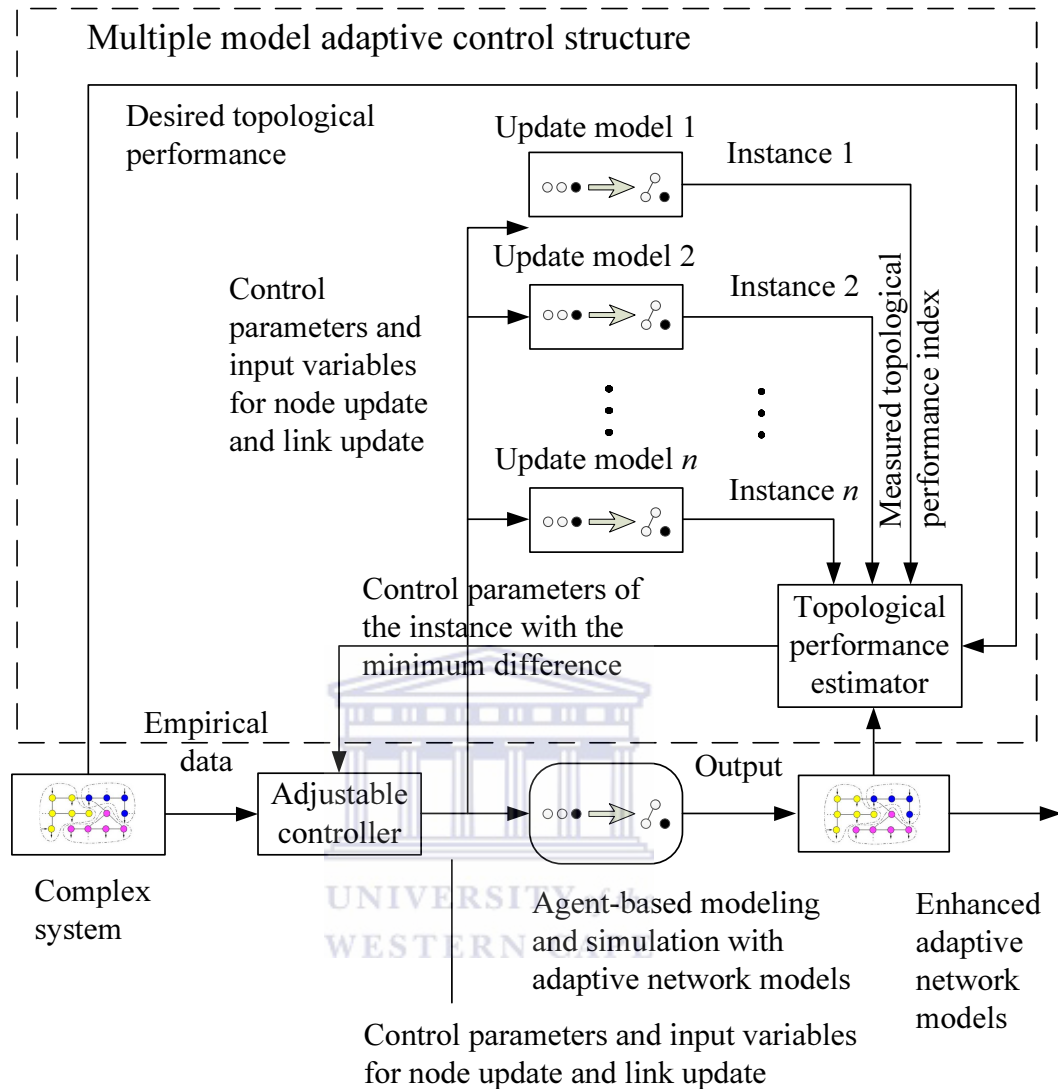 Multiple model adaptive control structure
Desired topological
performance
Update model 1
Instance 1
Update model 2
Instance 2
Control
parameters and
input variables
for node update
and link update
Measured topological
performance index
Update model n
Instance n
Control parameters of
the instance with the
minimum difference
Topological
performance
estimator
Empirical
data
Adjustable
controller
Output
Complex
system
UNIVERSITY of the
WESTERN CAPE
Agent-based modeling
and simulation with
adaptive network models
Enhanced
adaptive
network
models
Control parameters and input variables
for node update and link update